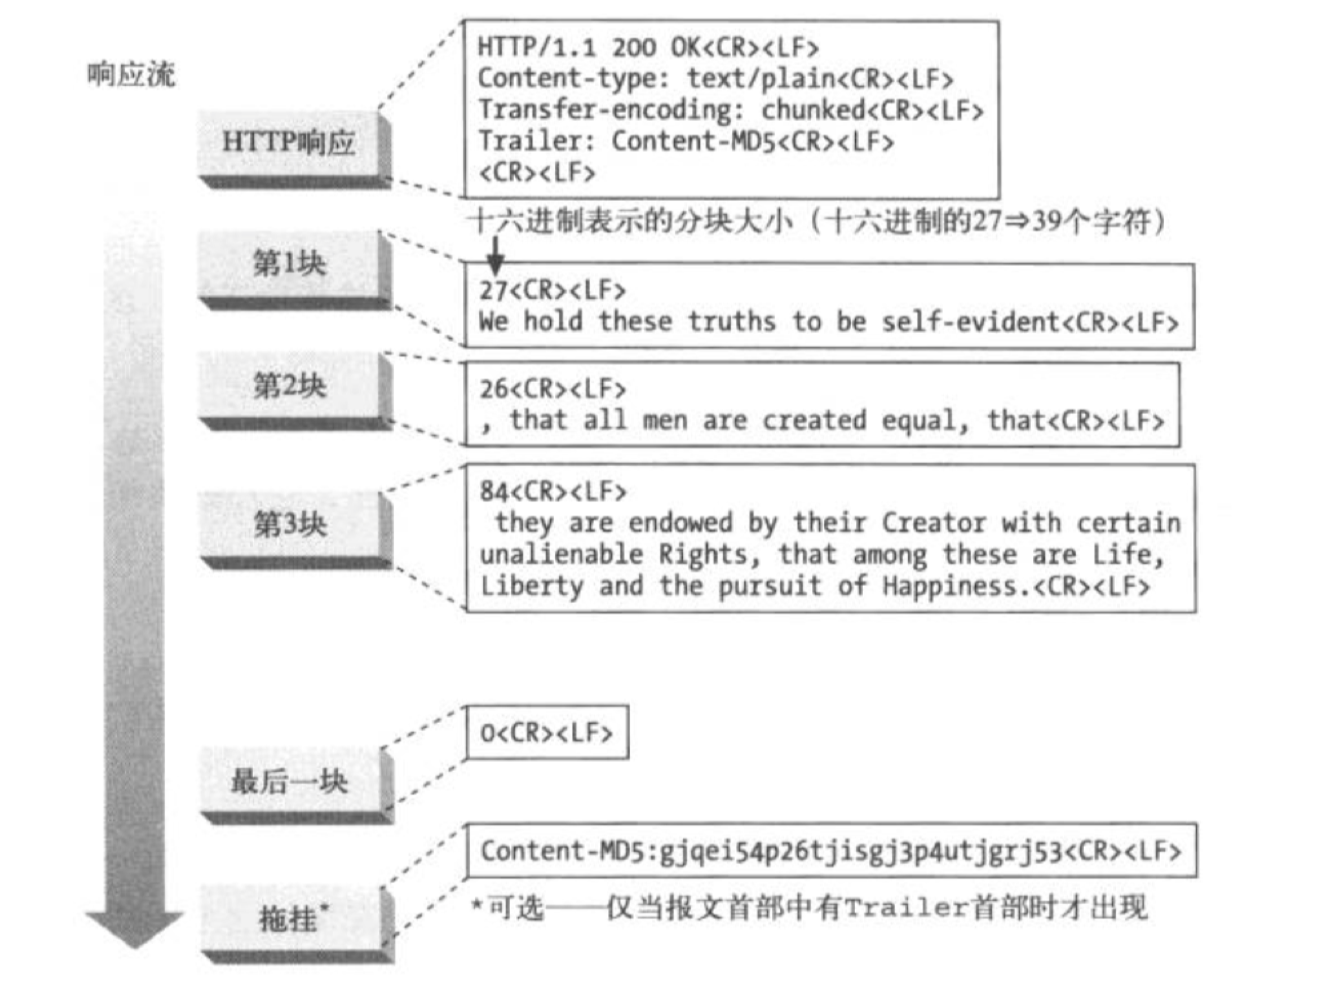 响应流
HTTP响应
HTTP/1.1 200 OK<CR><LF>
Content-type: text/plain<CR><LF>
Transfer-encoding: chunked<CR><LF>
Trailer: Content-MD5<CR><LF>
<CR><LF>
十六进制表示的分块大小（十六进制的27⇒39个字符）
第1块
27<CR><LF>
We hold these truths to be self-evident<CR><LF>
第2块
26<CR><LF>
, that all men are created equal, that<CR><LF>
第3块
84<CR><LF>
they are endowed by their Creator with certain
unalienable Rights, that among these are Life,
Liberty and the pursuit of Happiness.<CR><LF>
最后一块
0<CR><LF>
拖挂*
Content-MD5:gjqei54p26tjisgj3p4utjgrj53<CR><LF>
*可选——仅当报文首部中有Trailer首部时才出现